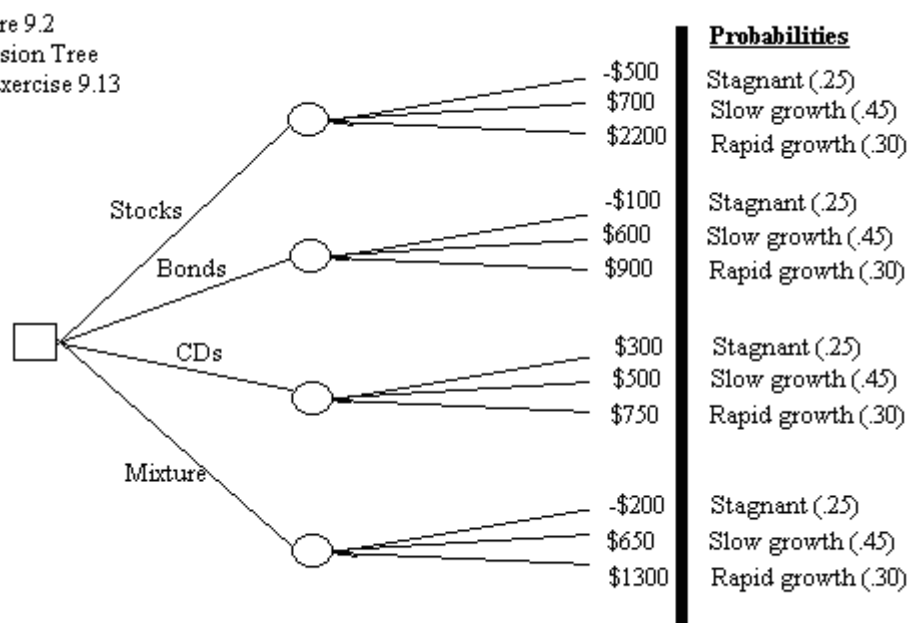 re 9.2
sion Tree
xercise 9.13
Probabilities
-$500 Stagnant (.25)
$700 Slow growth (.45)
$2200 Rapid growth (.30)
Stocks
-$100 Stagnant (.25)
$600 Slow growth (.45)
$900 Rapid growth (.30)
Bonds
CDs
$300 Stagnant (.25)
$500 Slow growth (.45)
$750 Rapid growth (.30)
Mixture
-$200 Stagnant (.25)
$650 Slow growth (.45)
$1300 Rapid growth (.30)